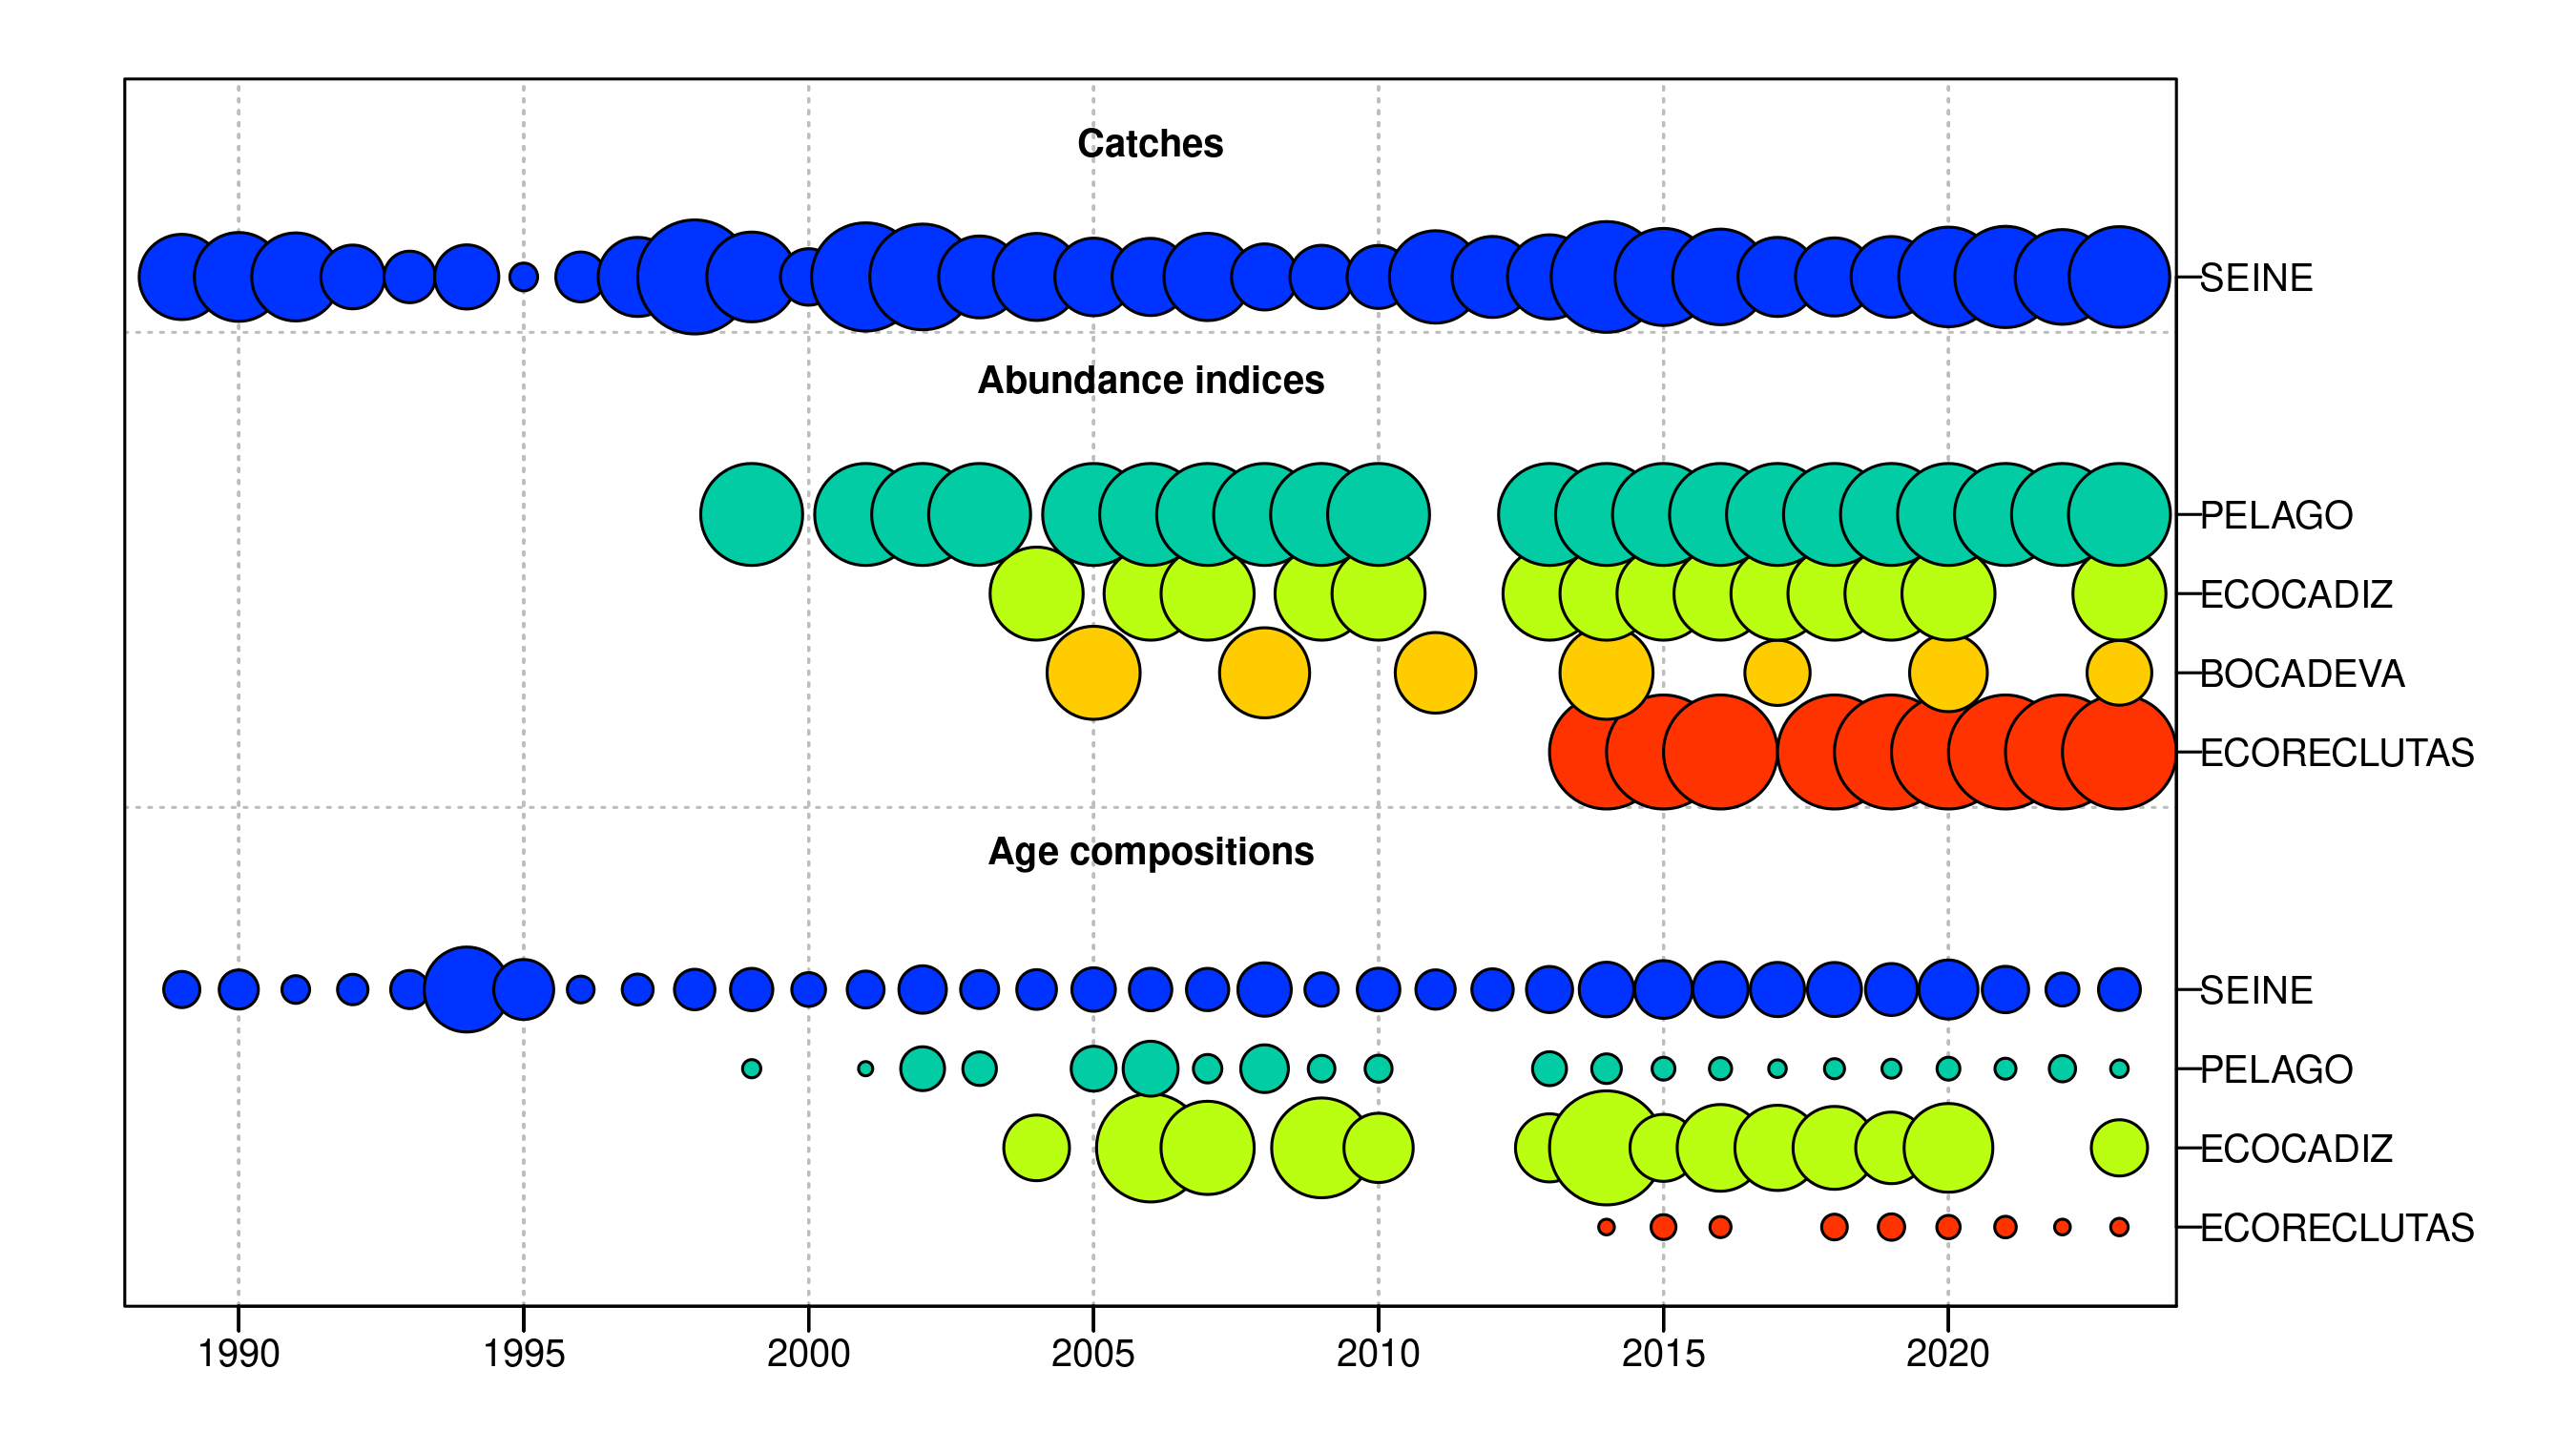 Catches
SEINE
Abundance indices
PELAGO
ECOCADIZ
BOCADEVA
ECORECLUTAS
Age compositions
SEINE
PELAGO
ECOCADIZ
ECORECLUTAS
1990 1995 2000 2005 2010 2015 2020